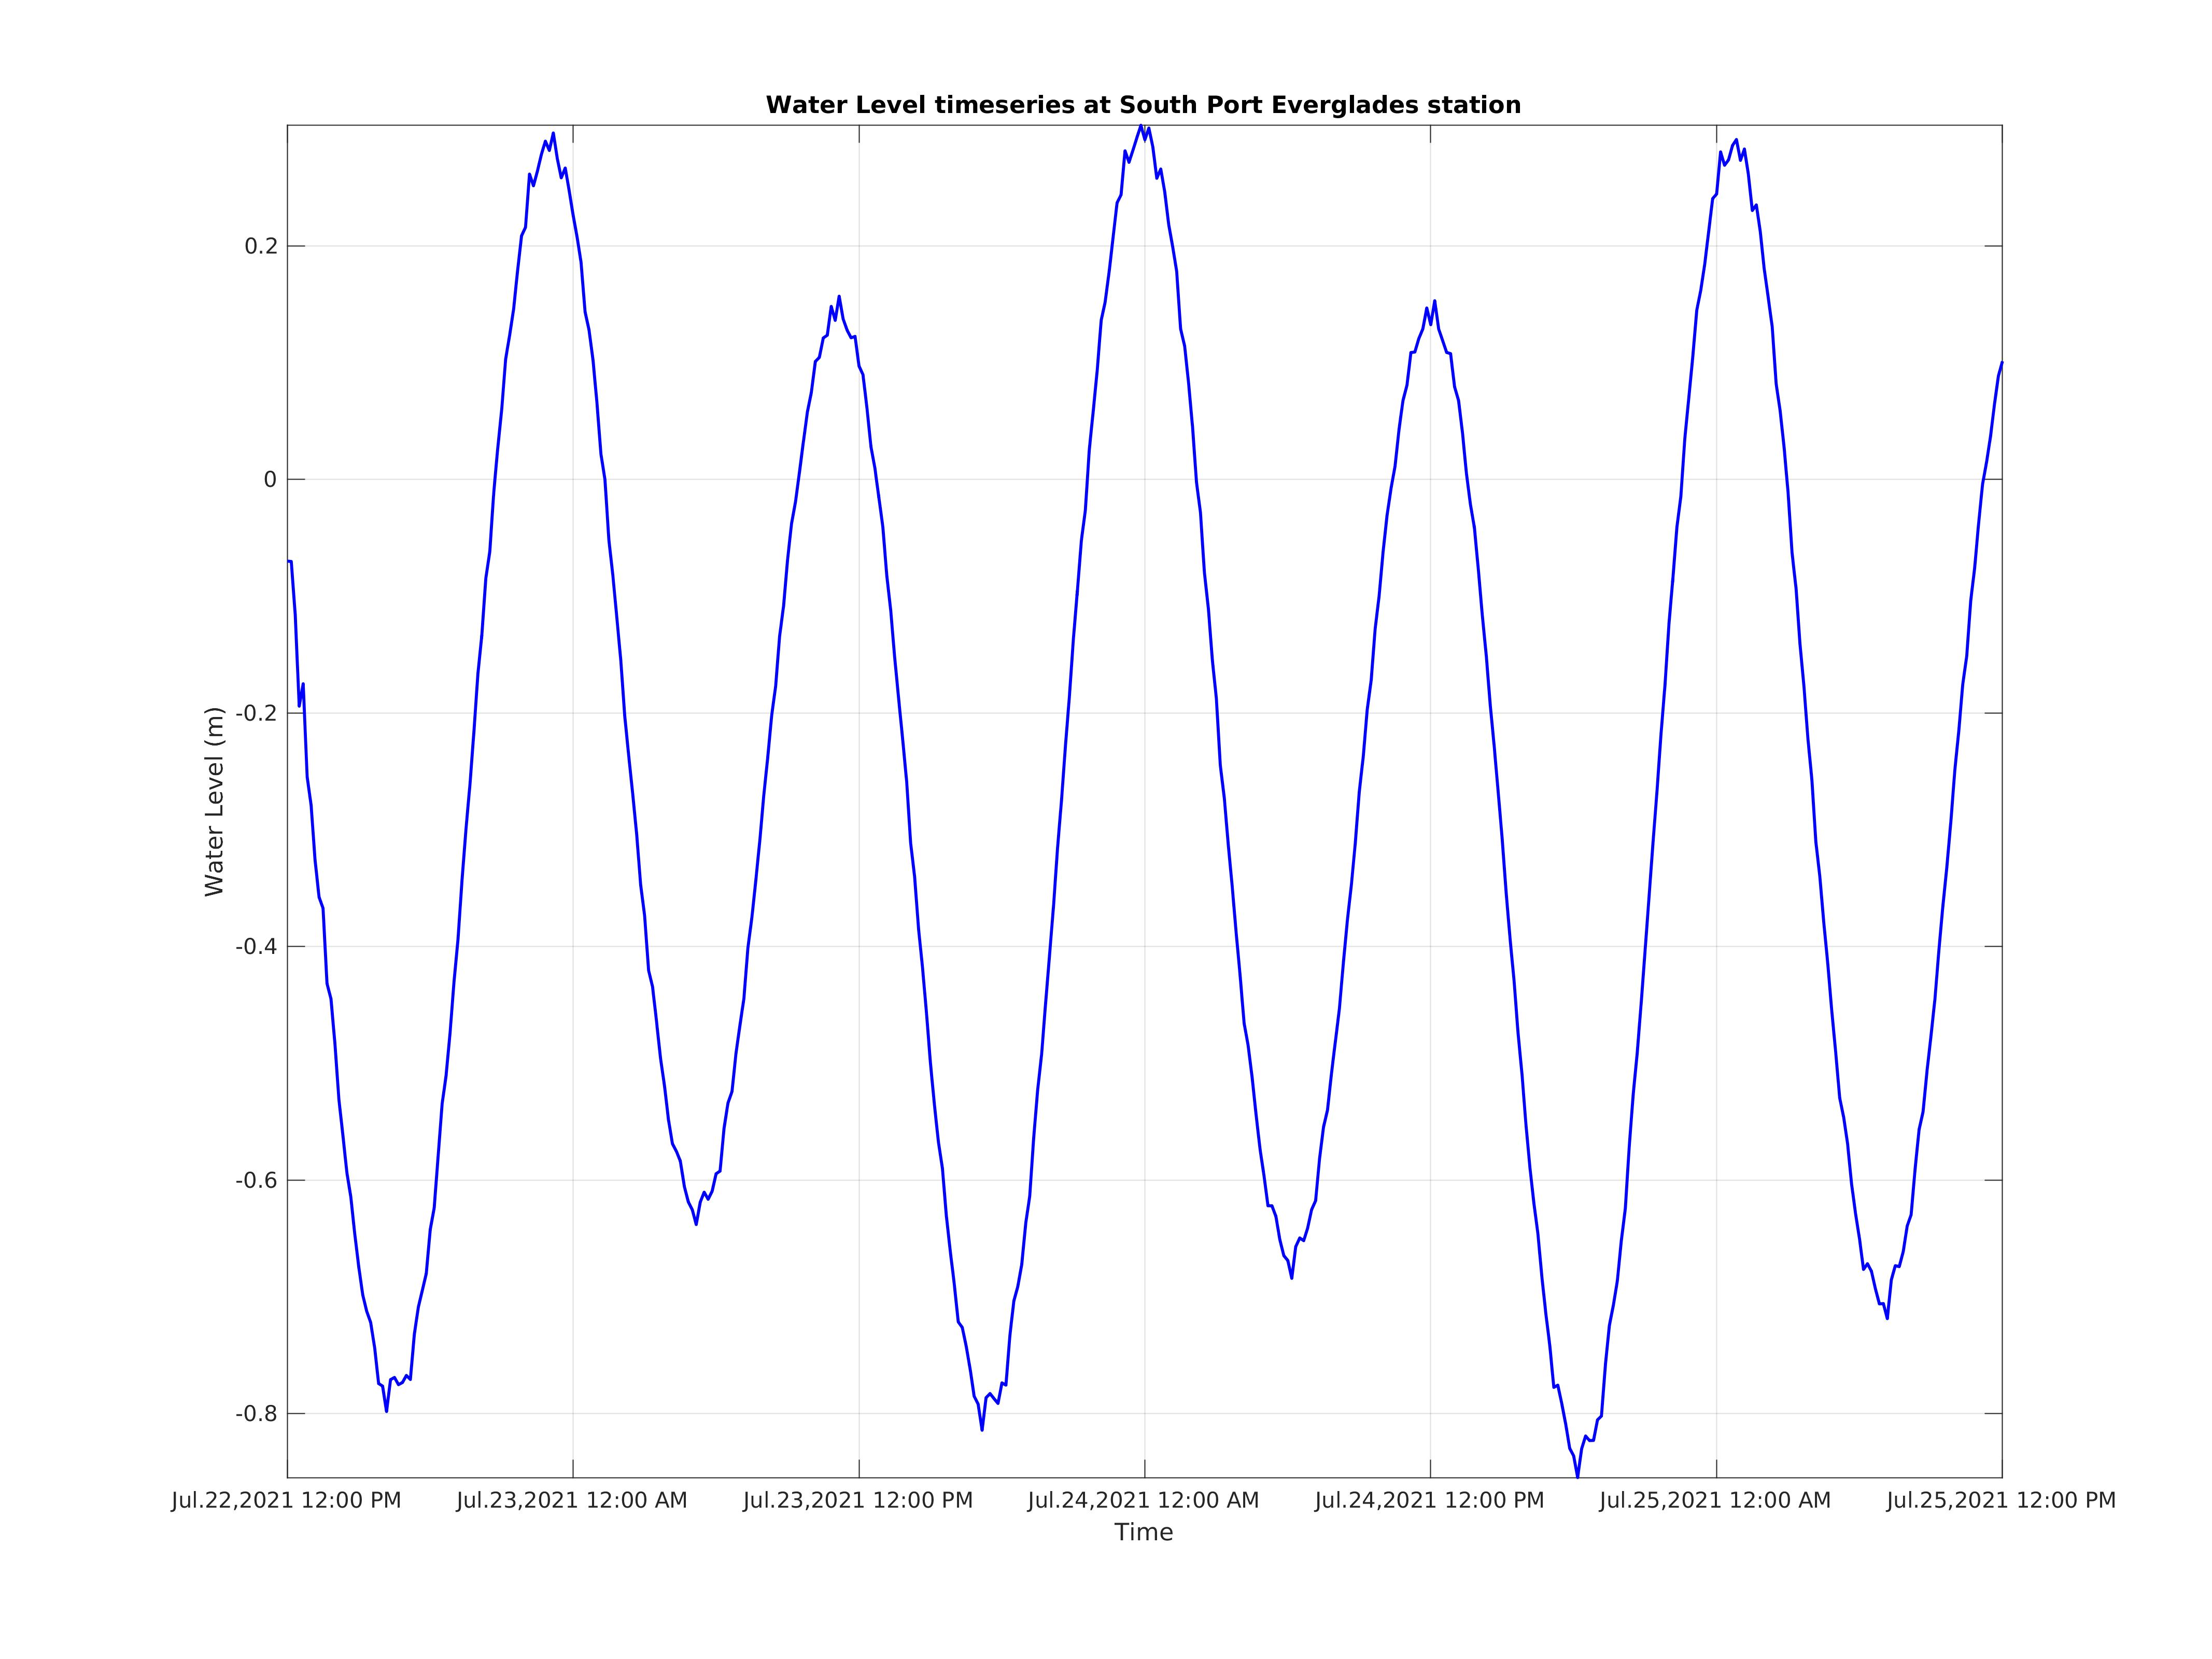 Water Level timeseries at South Port Everglades station
0.2
0
-0.2
-0.4
-0.6
-0.8
Water Level (m)
Jul.22,2021 12:00 PM
Jul.23,2021 12:00 AM
Jul.23,2021 12:00 PM
Jul.24,2021 12:00 AM
Jul.24,2021 12:00 PM
Jul.25,2021 12:00 AM
Jul.25,2021 12:00 PM
Time